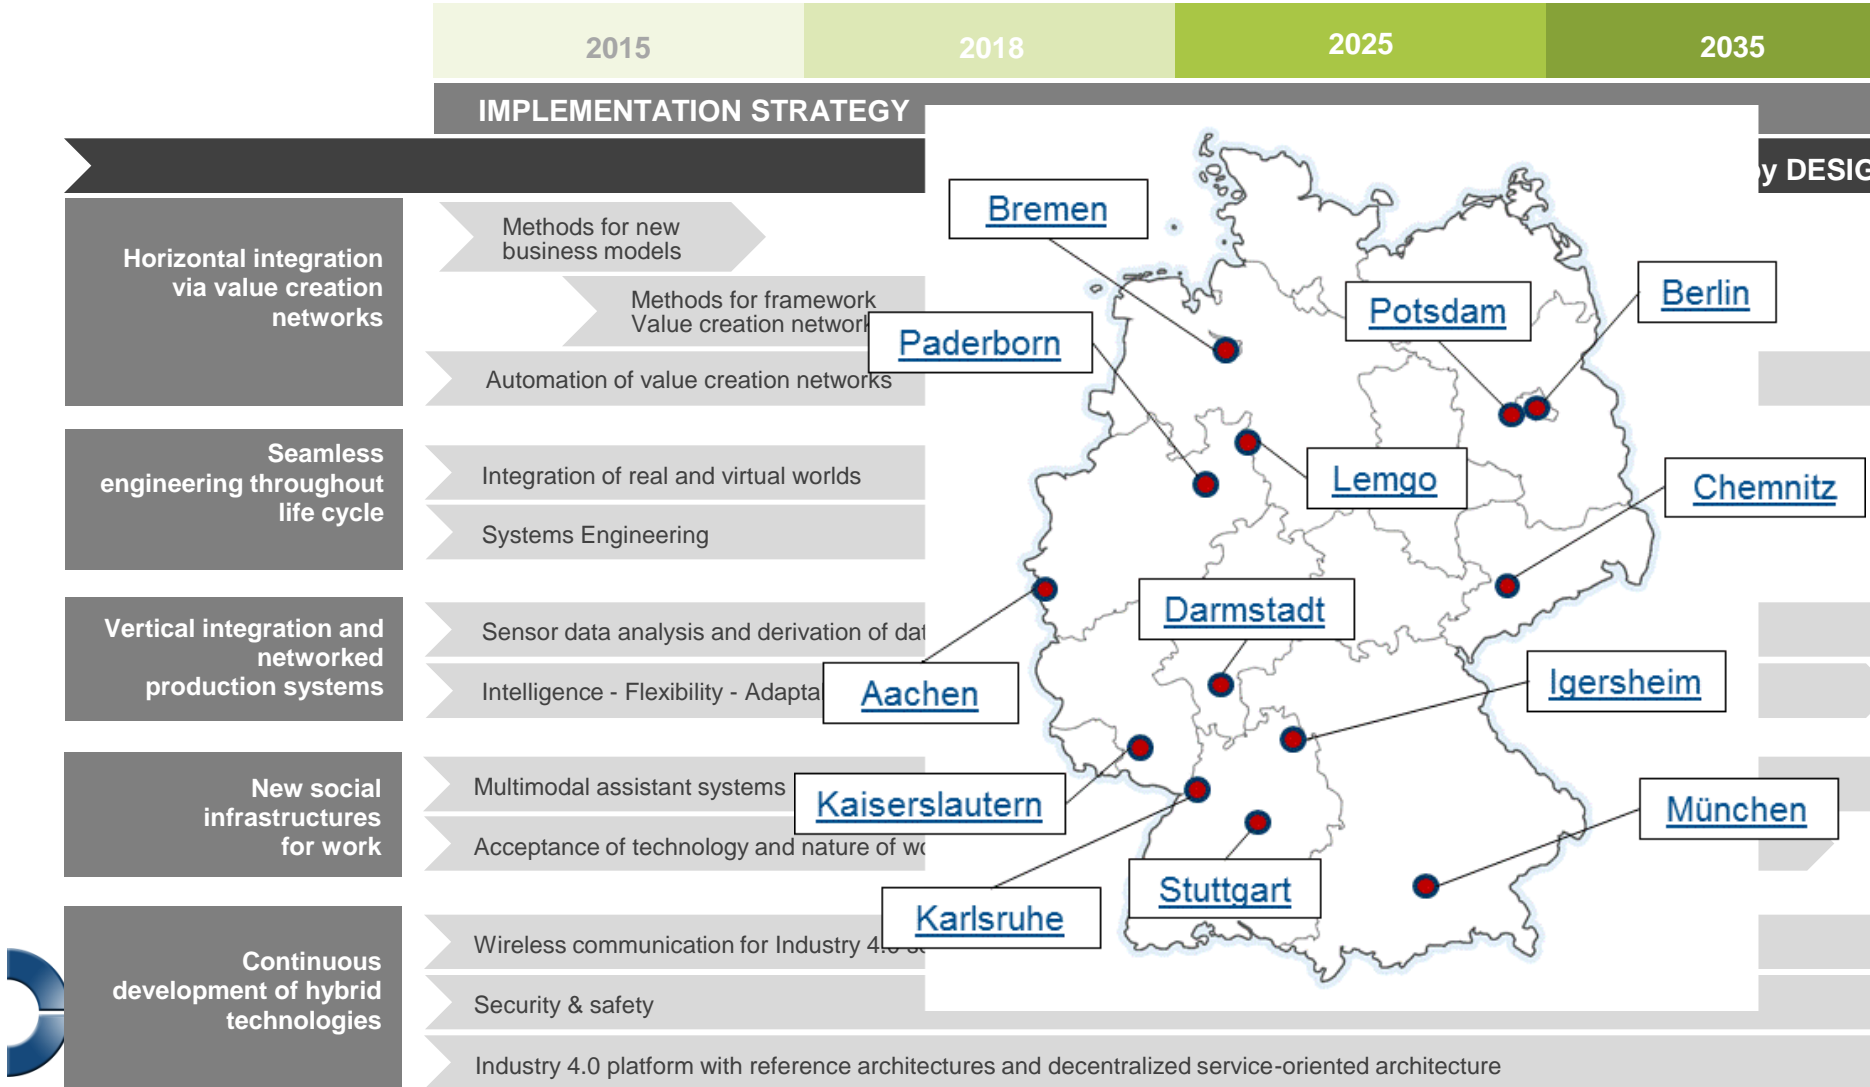 2015
2018
2025
2035
IMPLEMENTATION STRATEGY
by DESIG
Horizontal integration
via value creation
networks
Methods for new
business models
Methods for framework
Value creation network
Automation of value creation networks
Seamless
engineering throughout
life cycle
Integration of real and virtual worlds
Systems Engineering
Vertical integration and
networked
production systems
Sensor data analysis and derivation of dat
Intelligence - Flexibility - Adapta
New social
infrastructures
for work
Multimodal assistant systems
Acceptance of technology and nature of wo
Continuous
development of hybrid
technologies
Wireless communication for Industry 4.0 sc
Security & safety
Industry 4.0 platform with reference architectures and decentralized service-oriented architecture
Bremen
Berlin
Potsdam
Paderborn
Lemgo
Chemnitz
Darmstadt
Aachen
Igersheim
Kaiserslautern
München
Stuttgart
Karlsruhe